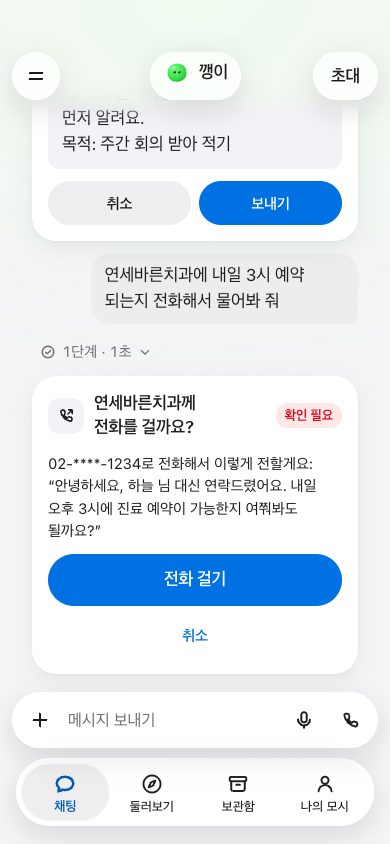 깽이
초대
먼저 알려요.
목적: 주간 회의 받아 적기
취소
보내기
연세바른치과에 내일 3시 예약
되는지 전화해서 물어봐 줘
1단계 · 1초
연세바른치과께
전화를 걸까요?
확인 필요
02-****-1234로 전화해서 이렇게 전할게요:
“안녕하세요, 하늘 님 대신 연락드렸어요. 내일
오후 3시에 진료 예약이 가능한지 여쭤봐도
될까요?”
전화 걸기
취소
메시지 보내기
채팅
둘러보기
보관함
나의 모시